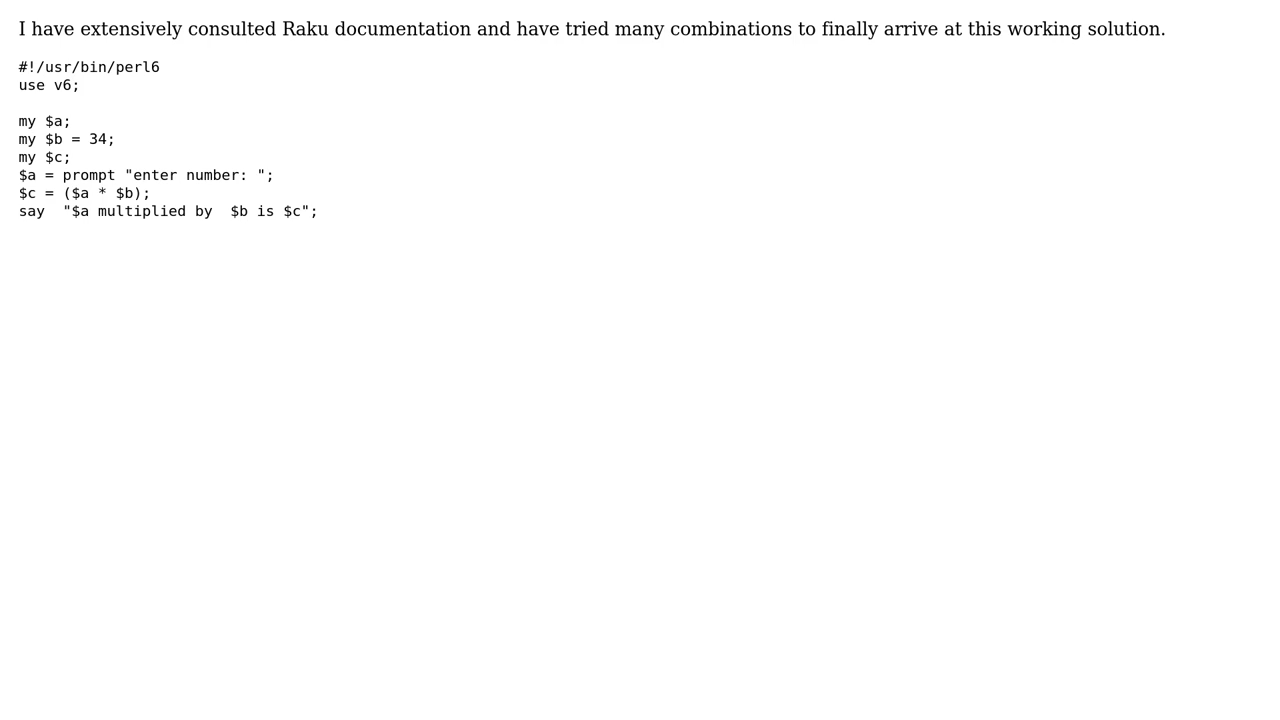 I have extensively consulted Raku documentation and have tried many combinations to finally arrive at this working solution.
#!/usr/bin/perl6
use v6;

my $a;
my $b = 34;
my $c;
$a = prompt "enter number: ";
$c = ($a * $b);
say  "$a multiplied by  $b is $c";